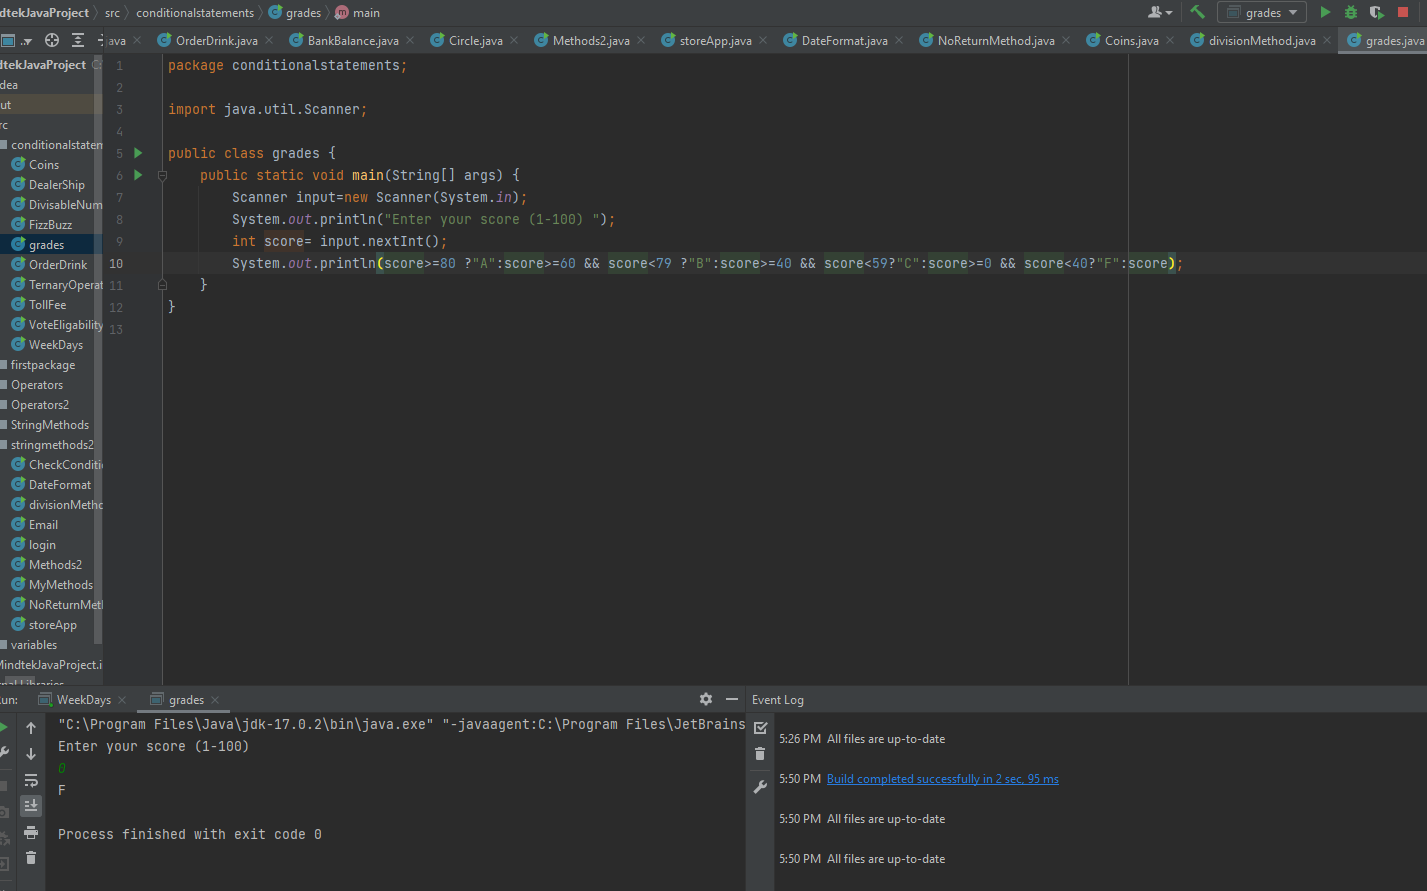 ndtekJavaProject src conditionalstatements grades main grades
ava OrderDrink.java BankBalance.java Circle.java Methods2.java storeApp.java DateFormat.java NoReturnMethod.java Coins.java divisionMethod.java grades.java
dtekJavaProject C:
dea
ut
rc
conditionalstatem
Coins
DealerShip
DivisableNum
FizzBuzz
grades
OrderDrink
TernaryOperat
TollFee
VoteEligability
WeekDays
firstpackage
Operators
Operators2
StringMethods
stringmethods2
CheckConditi
DateFormat
divisionMetho
Email
login
Methods2
MyMethods
NoReturnMet
storeApp
variables
MindtekJavaProject.i
nal Libraries
1 package conditionalstatements;
2
3 import java.util.Scanner;
4
5 public class grades {
6 public static void main(String[] args) {
7 Scanner input=new Scanner(System.in);
8 System.out.println("Enter your score (1-100) ");
9 int score= input.nextInt();
10 System.out.println(score>=80 ?"A":score>=60 && score<79 ?"B":score>=40 && score<59?"C":score>=0 && score<40?"F":score);
11 }
12 }
13
un: WeekDays grades
"C:\Program Files\Java\jdk-17.0.2\bin\java.exe" "-javaagent:C:\Program Files\JetBrains
Enter your score (1-100)
0
F
Process finished with exit code 0
Event Log
5:26 PM All files are up-to-date
5:50 PM Build completed successfully in 2 sec, 95 ms
5:50 PM All files are up-to-date
5:50 PM All files are up-to-date